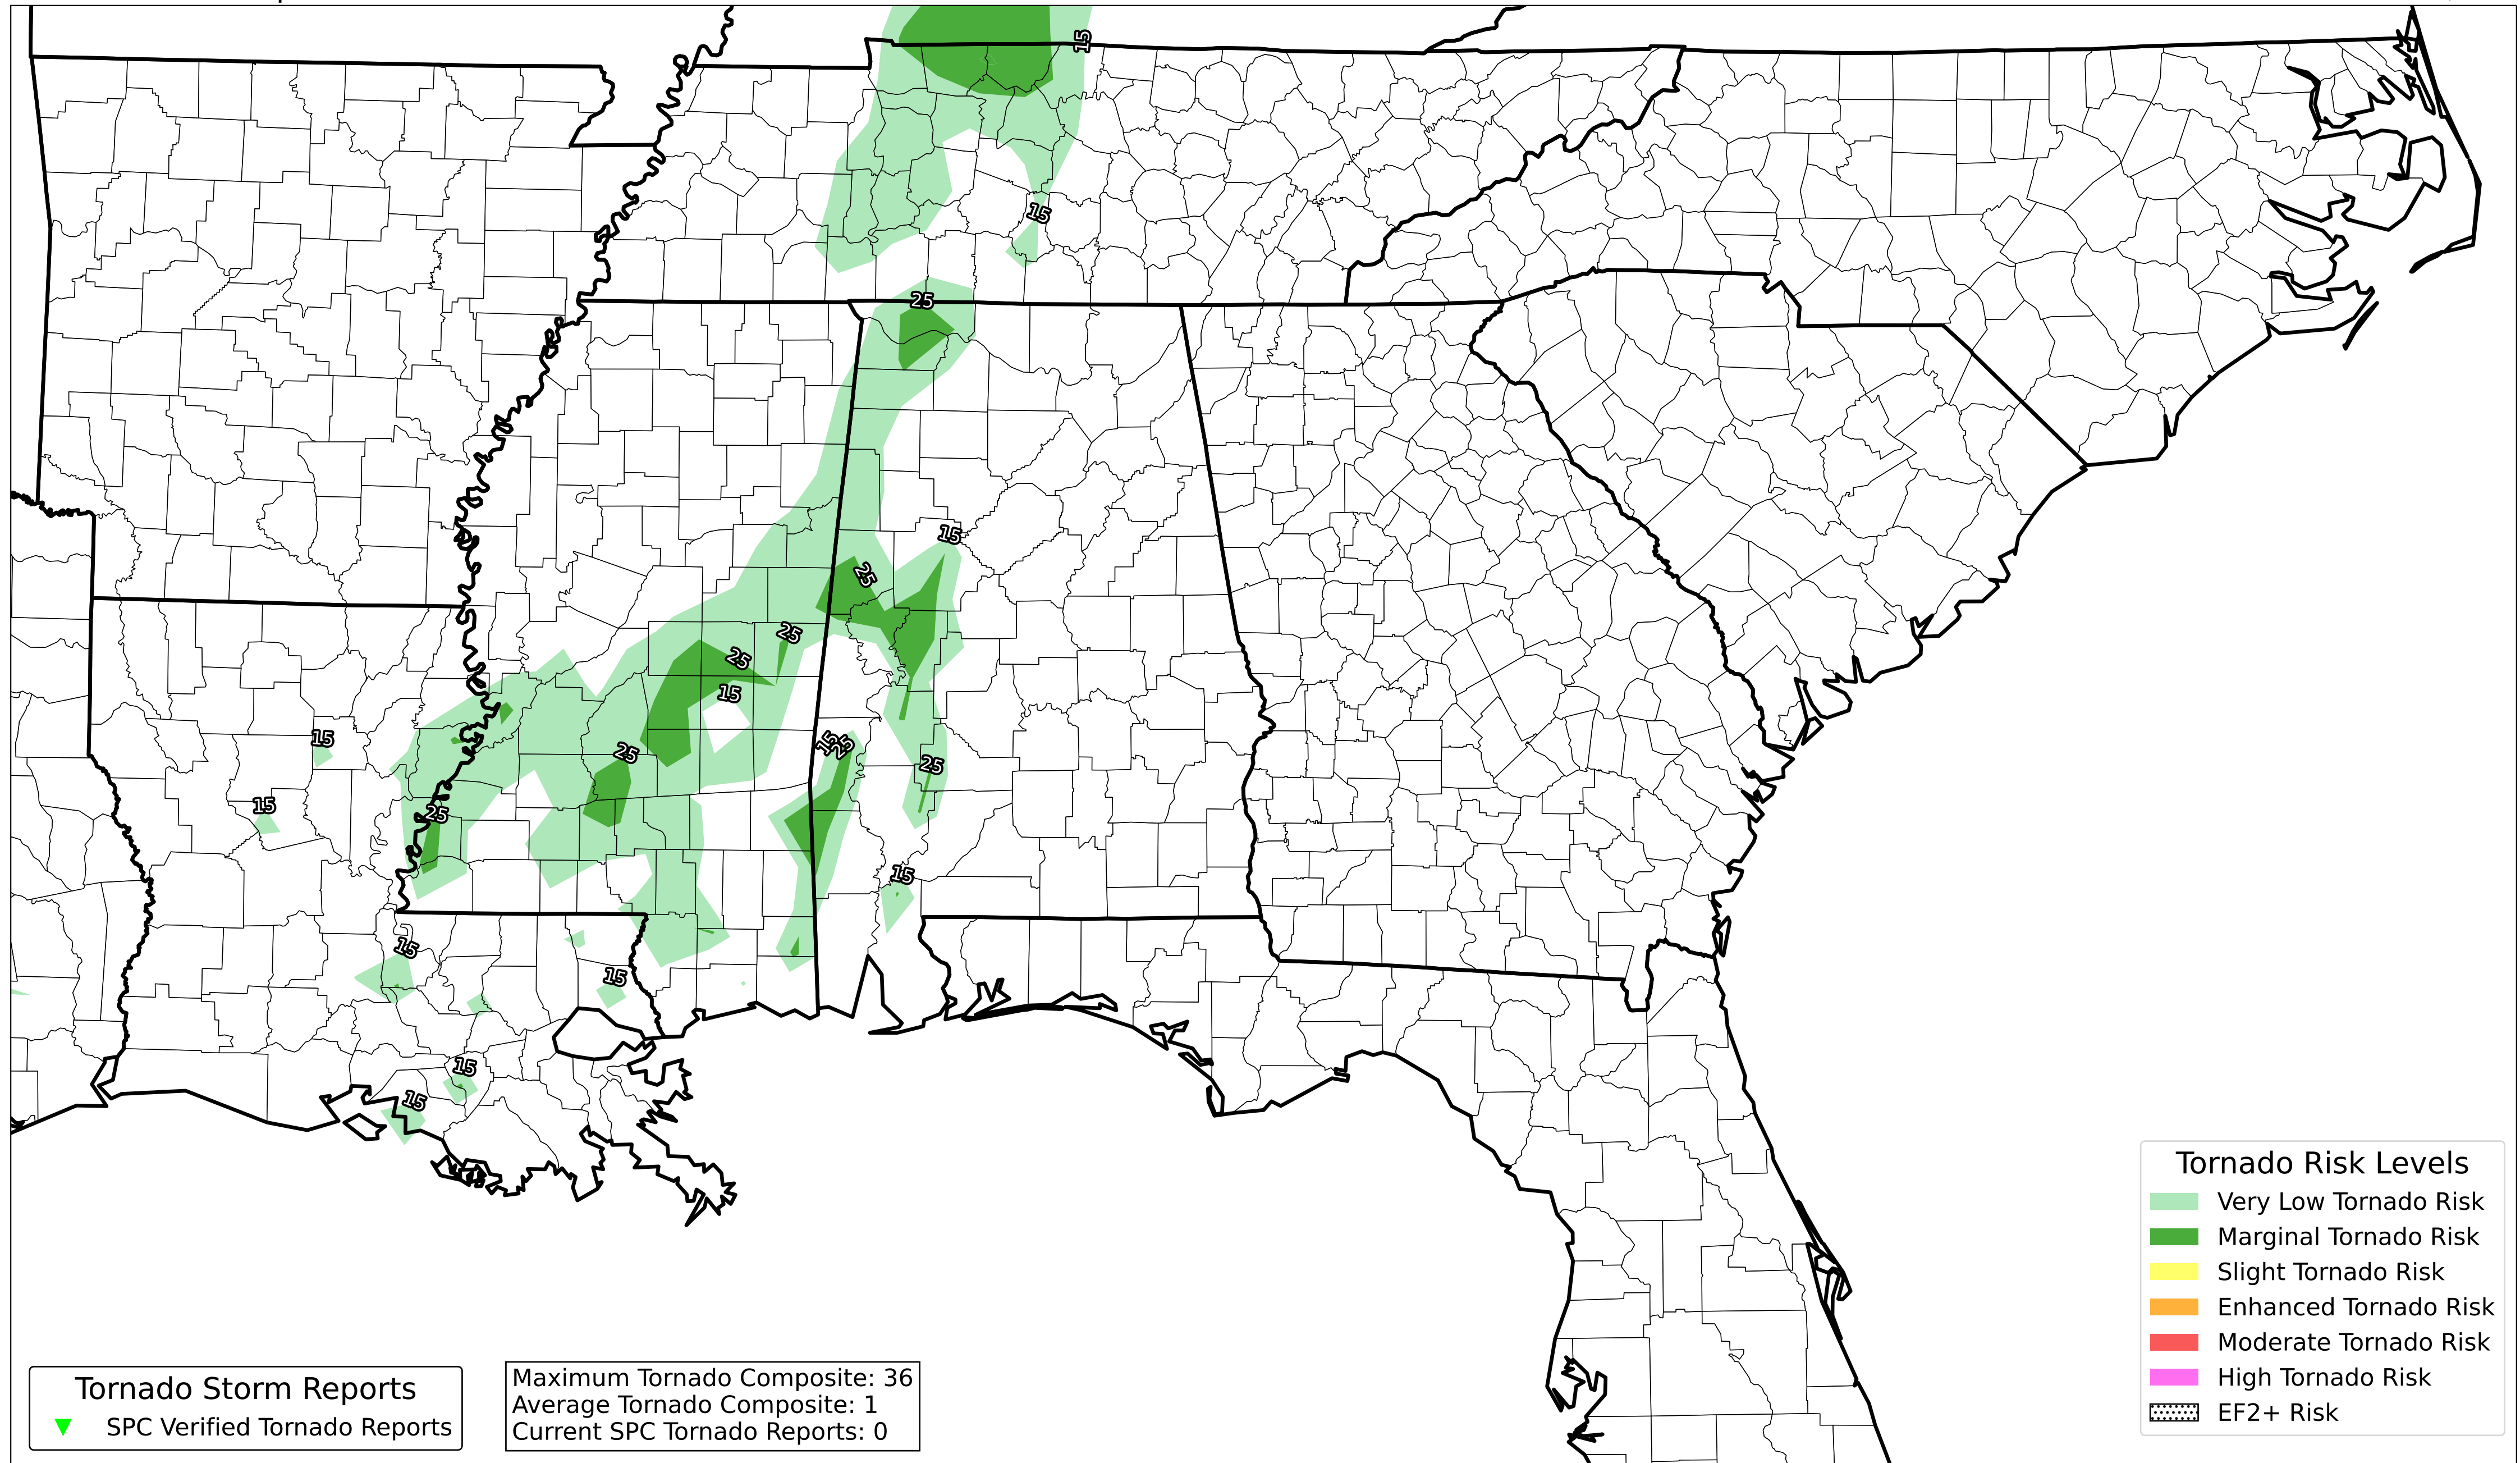 15
15
25
15
25
25
25
15
15
25
15
25
25
15
25
15
15
15
15
15
15
Tornado Risk Levels
Very Low Tornado Risk
Marginal Tornado Risk
Slight Tornado Risk
Enhanced Tornado Risk
Moderate Tornado Risk
High Tornado Risk
EF2+ Risk
Tornado Storm Reports
SPC Verified Tornado Reports
Maximum Tornado Composite: 36
Average Tornado Composite: 1
Current SPC Tornado Reports: 0